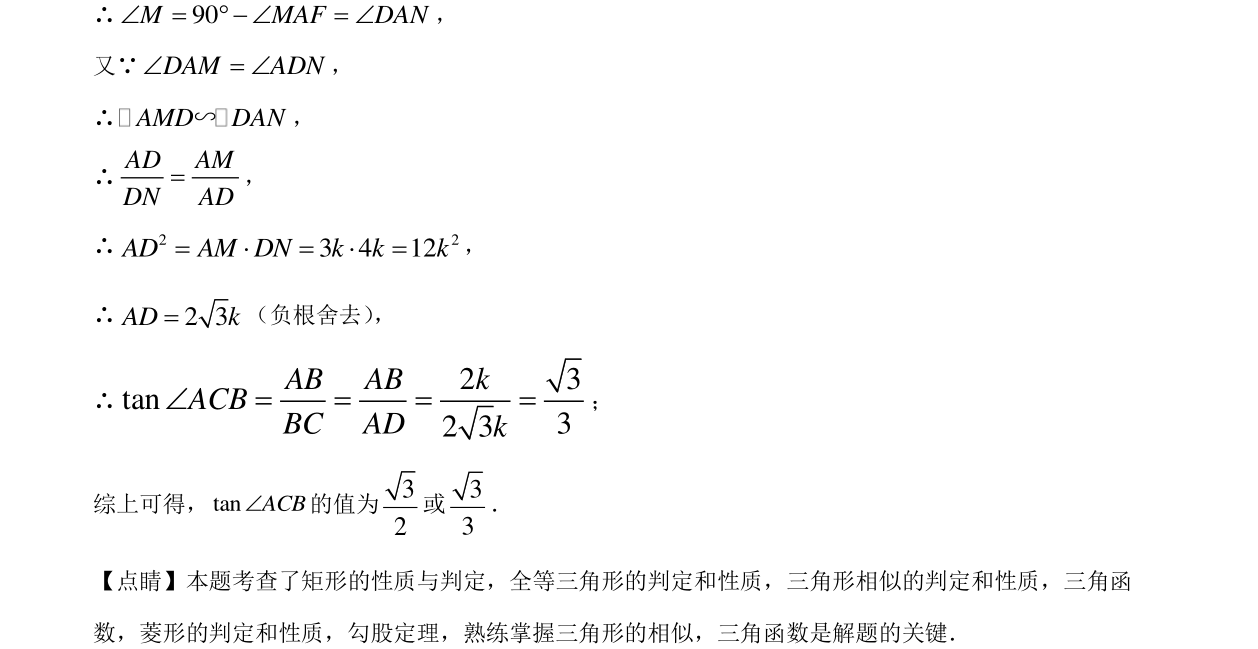 ∴∠M = 90° − ∠MAF = ∠DAN，
又∵∠DAM = ∠ADN，
∴□AMD∽□DAN，
∴AD/DN = AM/AD，
∴AD² = AM·DN = 3k·4k = 12k²，
∴AD = 2√3k（负根舍去），
∴tan∠ACB = AB/BC = AB/AD = 2k/2√3k = √3/3；
综上可得，tan∠ACB的值为√3/2或√3/3．
【点睛】本题考查了矩形的性质与判定，全等三角形的判定和性质，三角形相似的判定和性质，三角函
数，菱形的判定和性质，勾股定理，熟练掌握三角形的相似，三角函数是解题的关键．